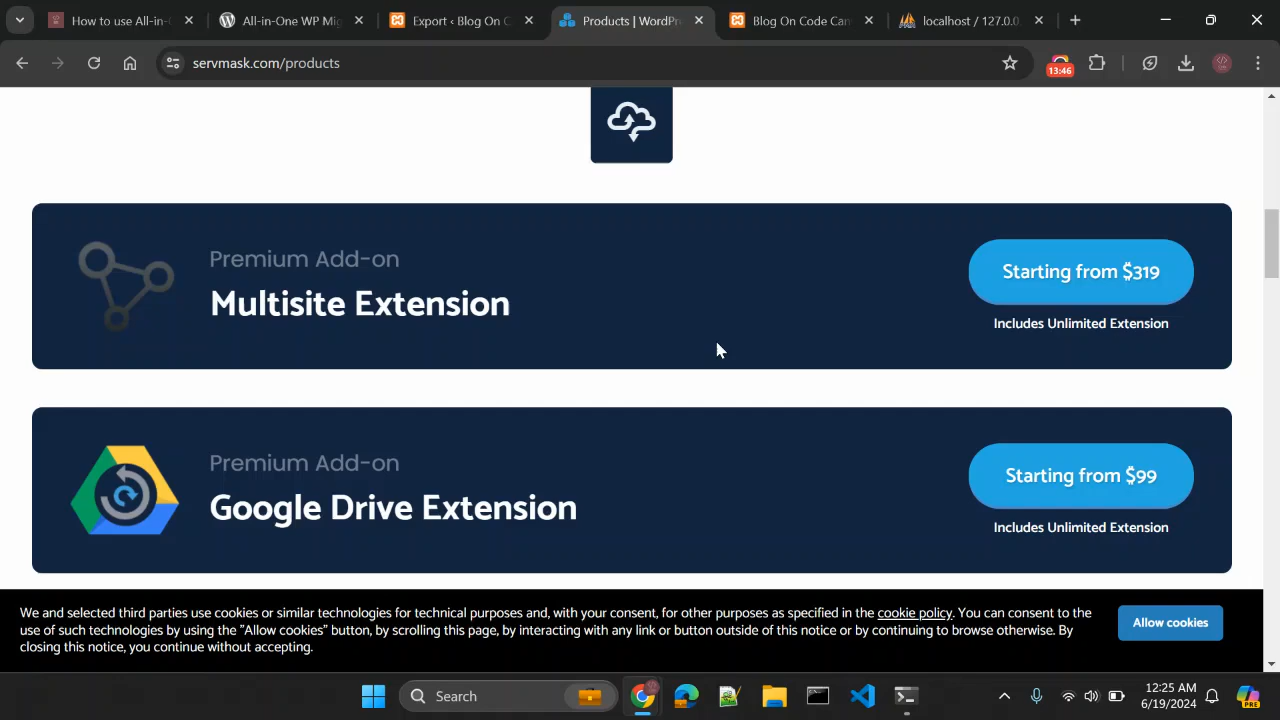 How to use All-in-
All-in-One WP Mig
Export ‹ Blog On C
Products | WordPr
Blog On Code Can
localhost / 127.0.0
servmask.com/products
13:46
Premium Add-on
Multisite Extension
Starting from $319
Includes Unlimited Extension
Premium Add-on
Google Drive Extension
Starting from $99
Includes Unlimited Extension
We and selected third parties use cookies or similar technologies for technical purposes and, with your consent, for other purposes as specified in the cookie policy. You can consent to the
use of such technologies by using the "Allow cookies" button, by scrolling this page, by interacting with any link or button outside of this notice or by continuing to browse otherwise. By
closing this notice, you continue without accepting.
Allow cookies
Search
12:25 AM
6/19/2024
PRE